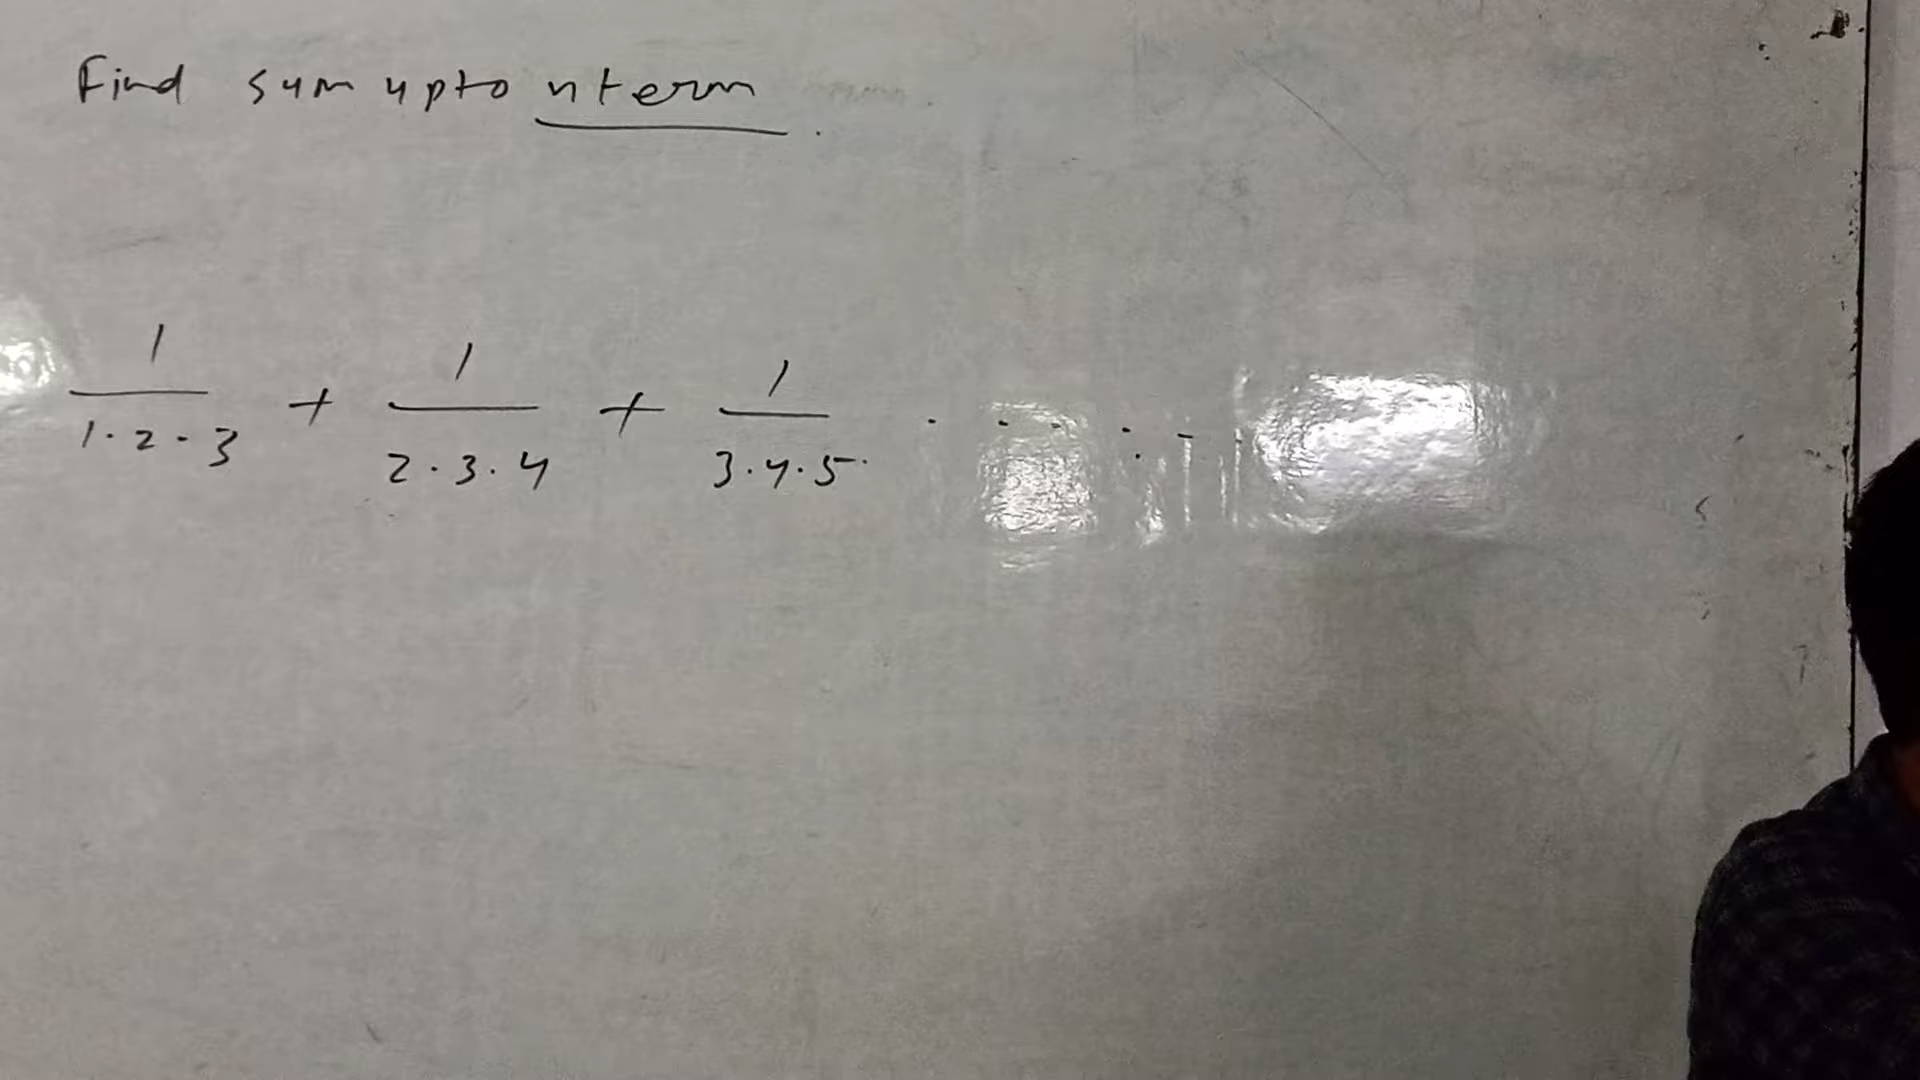 Find sum upto n term.
1/1·2·3 + 1/2·3·4 + 1/3·4·5 . . . . . . .